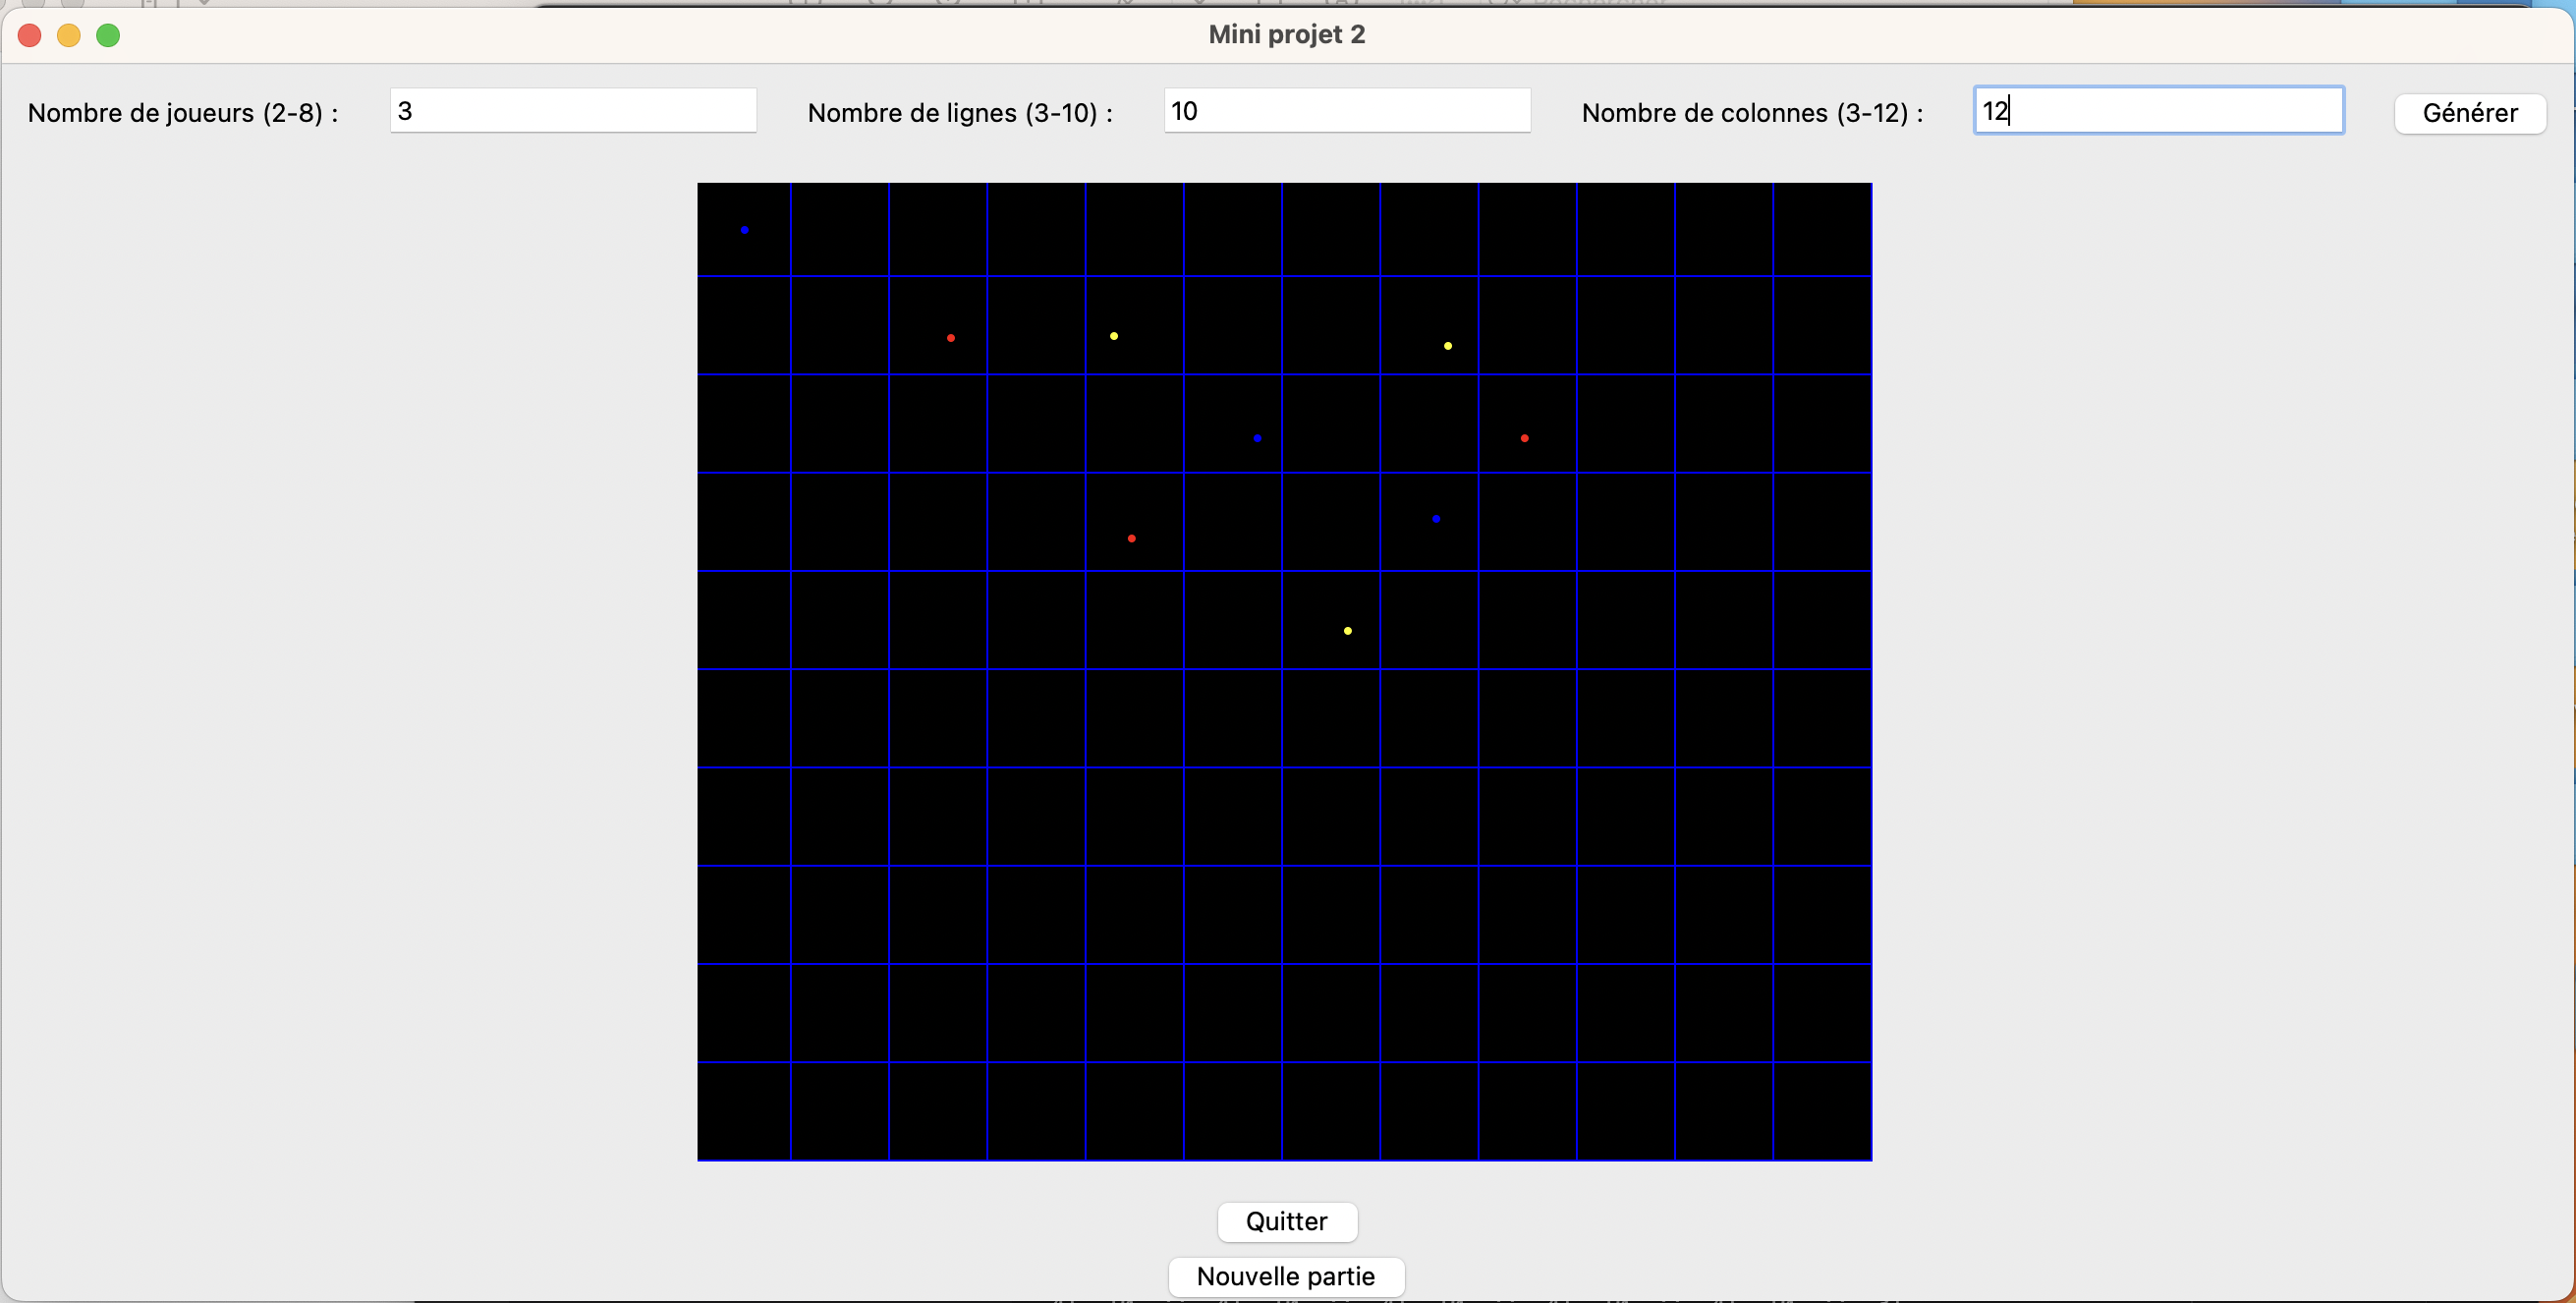 Mini projet 2
Nombre de joueurs (2-8) : 3 Nombre de lignes (3-10) : 10 Nombre de colonnes (3-12) : 12 Générer
Quitter
Nouvelle partie